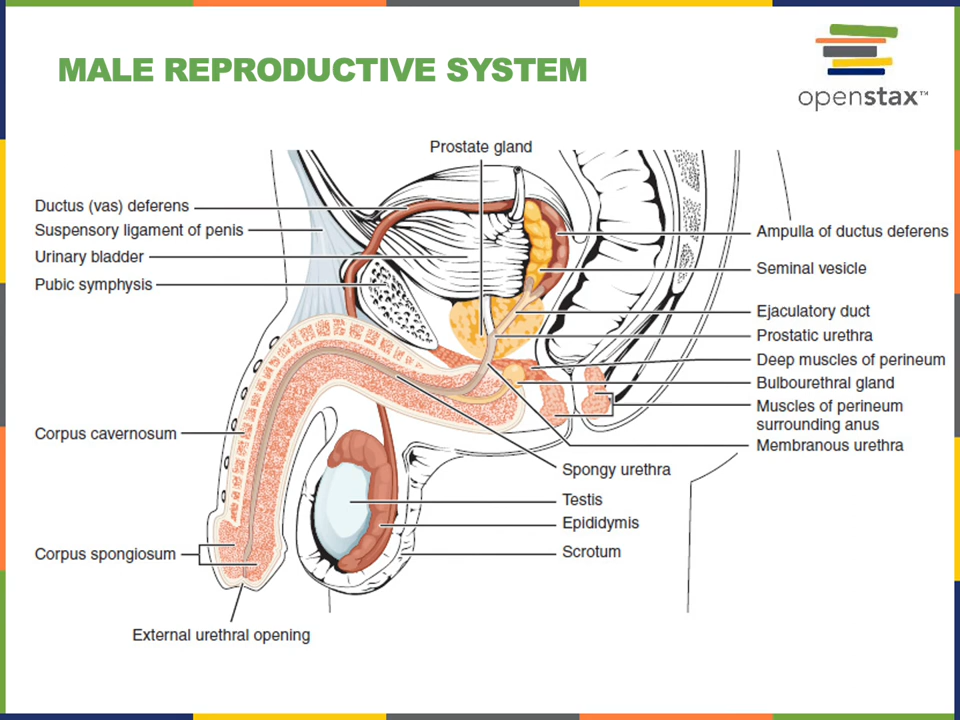 MALE REPRODUCTIVE SYSTEM
openstax™
Prostate gland
Ductus (vas) deferens
Suspensory ligament of penis
Urinary bladder
Pubic symphysis
Corpus cavernosum
Corpus spongiosum
External urethral opening
Ampulla of ductus deferens
Seminal vesicle
Ejaculatory duct
Prostatic urethra
Deep muscles of perineum
Bulbourethral gland
Muscles of perineum
surrounding anus
Membranous urethra
Spongy urethra
Testis
Epididymis
Scrotum